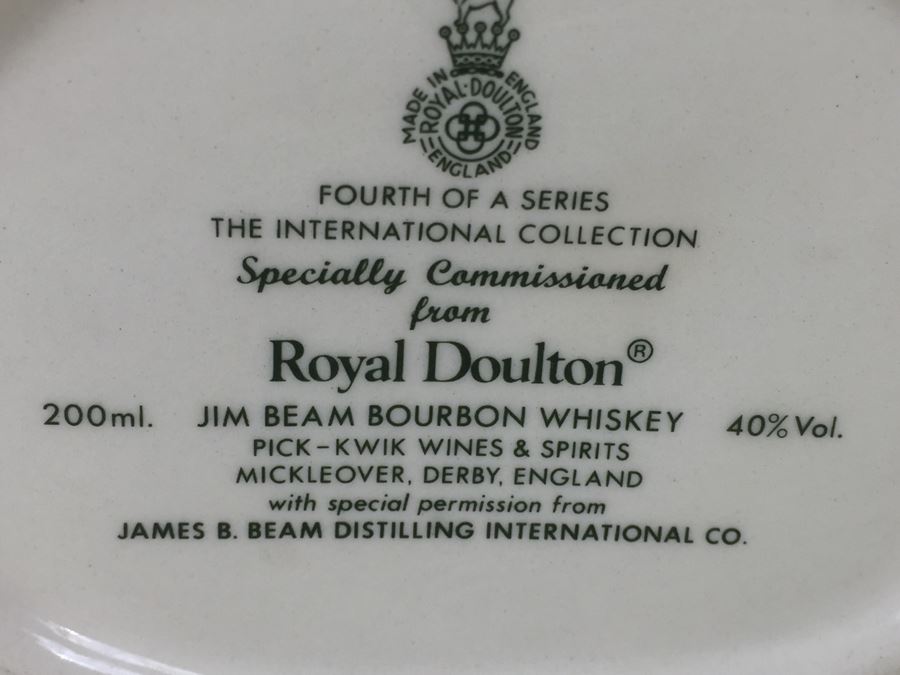 MADE IN ENGLAND
ROYAL·DOULTON
ENGLAND
FOURTH OF A SERIES
THE INTERNATIONAL COLLECTION
Specially Commissioned
from
Royal Doulton®
200ml. JIM BEAM BOURBON WHISKEY 40% Vol.
PICK-KWIK WINES & SPIRITS
MICKLEOVER, DERBY, ENGLAND
with special permission from
JAMES B. BEAM DISTILLING INTERNATIONAL CO.